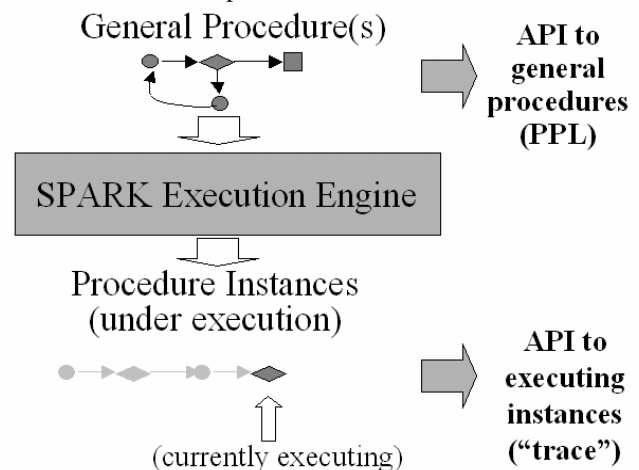 General Procedure(s)
API to
general
procedures
(PPL)
SPARK Execution Engine
Procedure Instances
(under execution)
API to
executing
instances
(“trace”)
(currently executing)